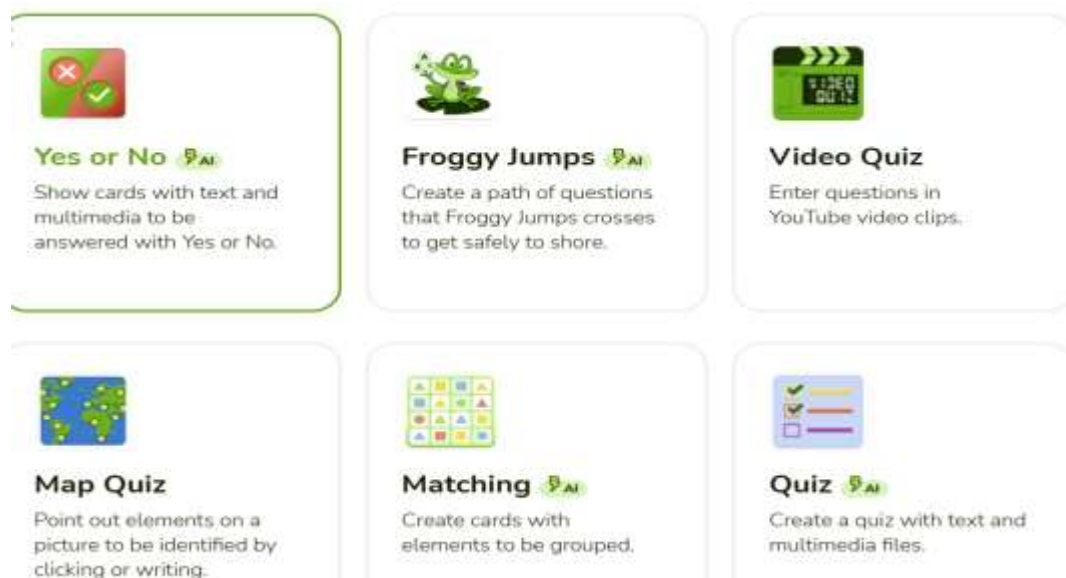 VIDEO
QUIZ
Yes or No AI
Show cards with text and
multimedia to be
answered with Yes or No.
Froggy Jumps AI
Create a path of questions
that Froggy Jumps crosses
to get safely to shore.
Video Quiz
Enter questions in
YouTube video clips.
Map Quiz
Point out elements on a
picture to be identified by
clicking or writing.
Matching AI
Create cards with
elements to be grouped.
Quiz AI
Create a quiz with text and
multimedia files.